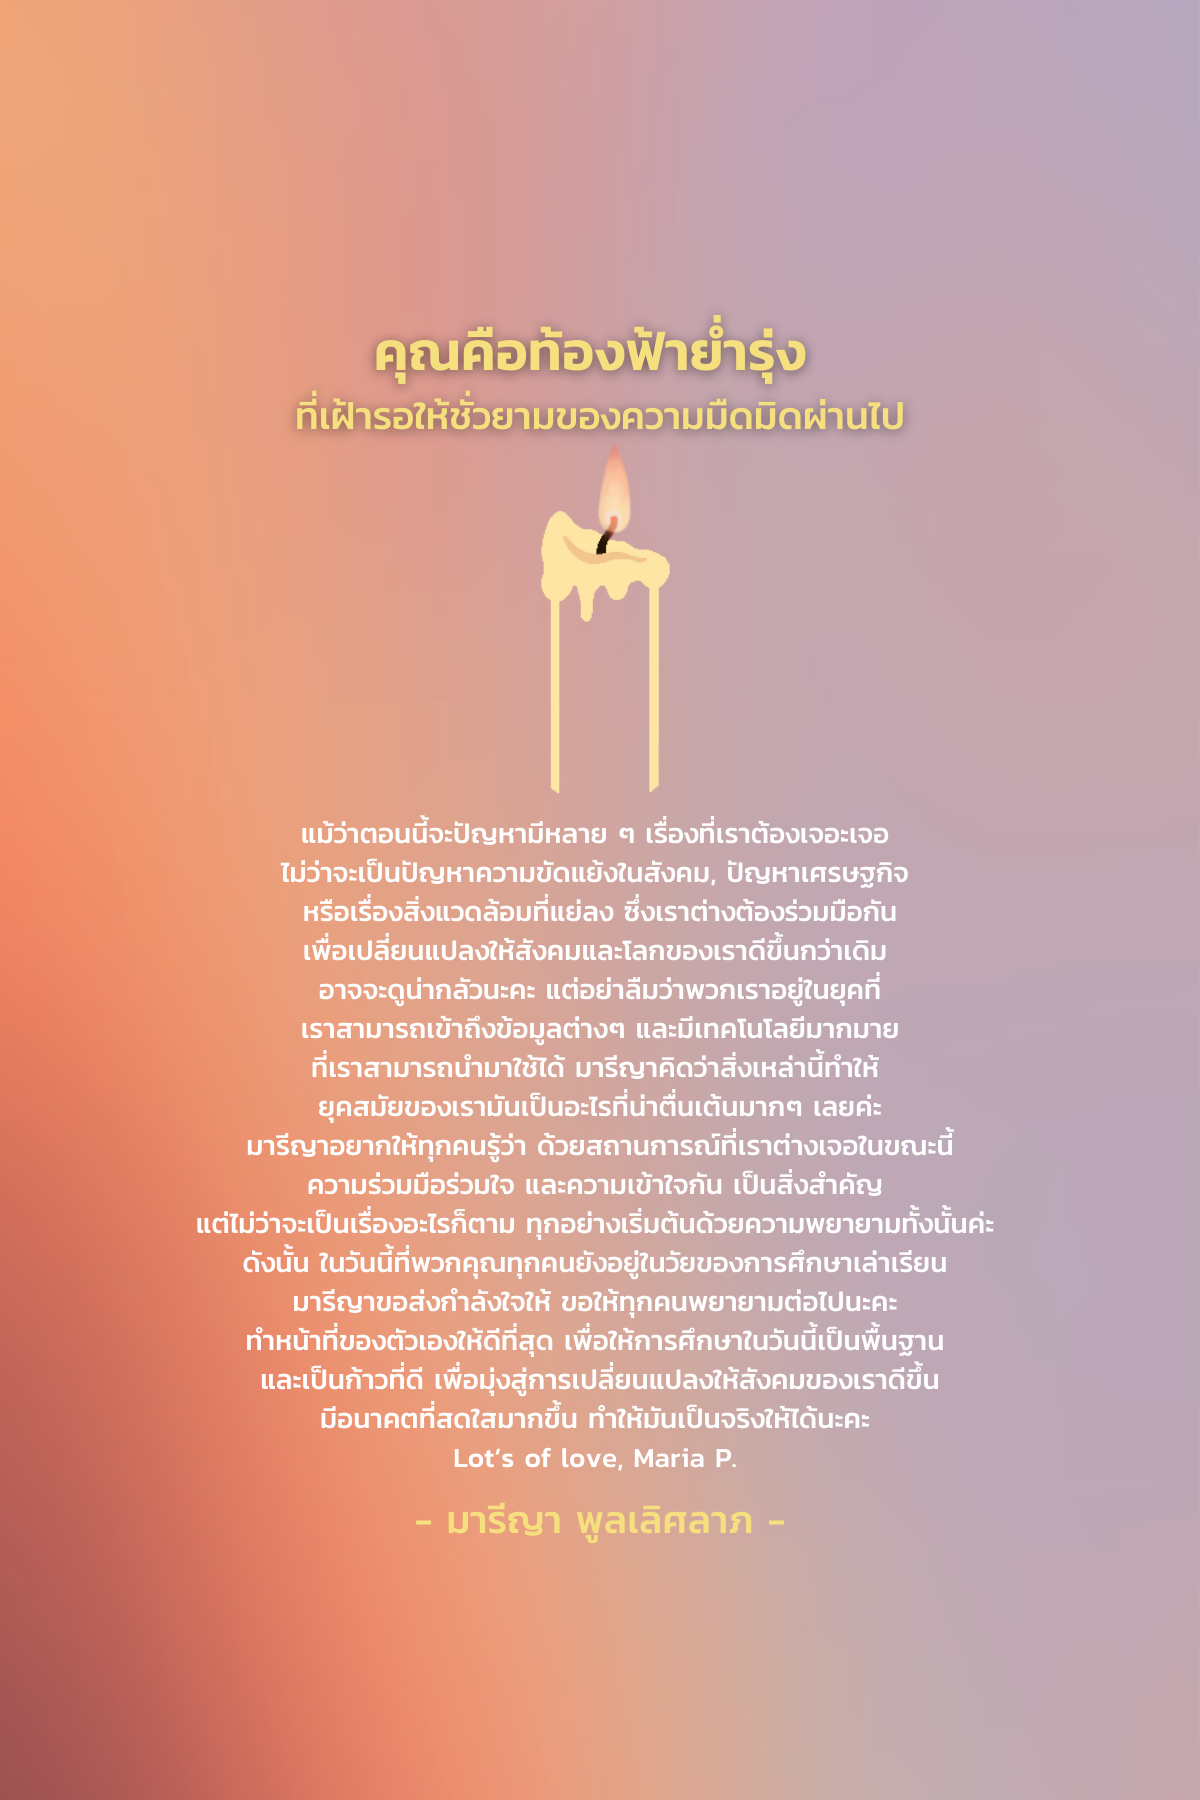 คุณคือท้องฟ้าย่ำรุ่ง
ที่เฝ้ารอให้ชั่วยามของความมืดมิดผ่านไป
แม้ว่าตอนนี้จะปัญหามีหลาย ๆ เรื่องที่เราต้องเจอะเจอ
ไม่ว่าจะเป็นปัญหาความขัดแย้งในสังคม, ปัญหาเศรษฐกิจ
หรือเรื่องสิ่งแวดล้อมที่แย่ลง ซึ่งเราต่างต้องร่วมมือกัน
เพื่อเปลี่ยนแปลงให้สังคมและโลกของเราดีขึ้นกว่าเดิม
อาจจะดูน่ากลัวนะคะ แต่อย่าลืมว่าพวกเราอยู่ในยุคที่
เราสามารถเข้าถึงข้อมูลต่างๆ และมีเทคโนโลยีมากมาย
ที่เราสามารถนำมาใช้ได้ มารีญาคิดว่าสิ่งเหล่านี้ทำให้
ยุคสมัยของเรามันเป็นอะไรที่น่าตื่นเต้นมากๆ เลยค่ะ
มารีญาอยากให้ทุกคนรู้ว่า ด้วยสถานการณ์ที่เราต่างเจอในขณะนี้
ความร่วมมือร่วมใจ และความเข้าใจกัน เป็นสิ่งสำคัญ
แต่ไม่ว่าจะเป็นเรื่องอะไรก็ตาม ทุกอย่างเริ่มต้นด้วยความพยายามทั้งนั้นค่ะ
ดังนั้น ในวันนี้ที่พวกคุณทุกคนยังอยู่ในวัยของการศึกษาเล่าเรียน
มารีญาขอส่งกำลังใจให้ ขอให้ทุกคนพยายามต่อไปนะคะ
ทำหน้าที่ของตัวเองให้ดีที่สุด เพื่อให้การศึกษาในวันนี้เป็นพื้นฐาน
และเป็นก้าวที่ดี เพื่อมุ่งสู่การเปลี่ยนแปลงให้สังคมของเราดีขึ้น
มีอนาคตที่สดใสมากขึ้น ทำให้มันเป็นจริงให้ได้นะคะ
Lot’s of love, Maria P.
- มารีญา พูลเลิศลาภ -